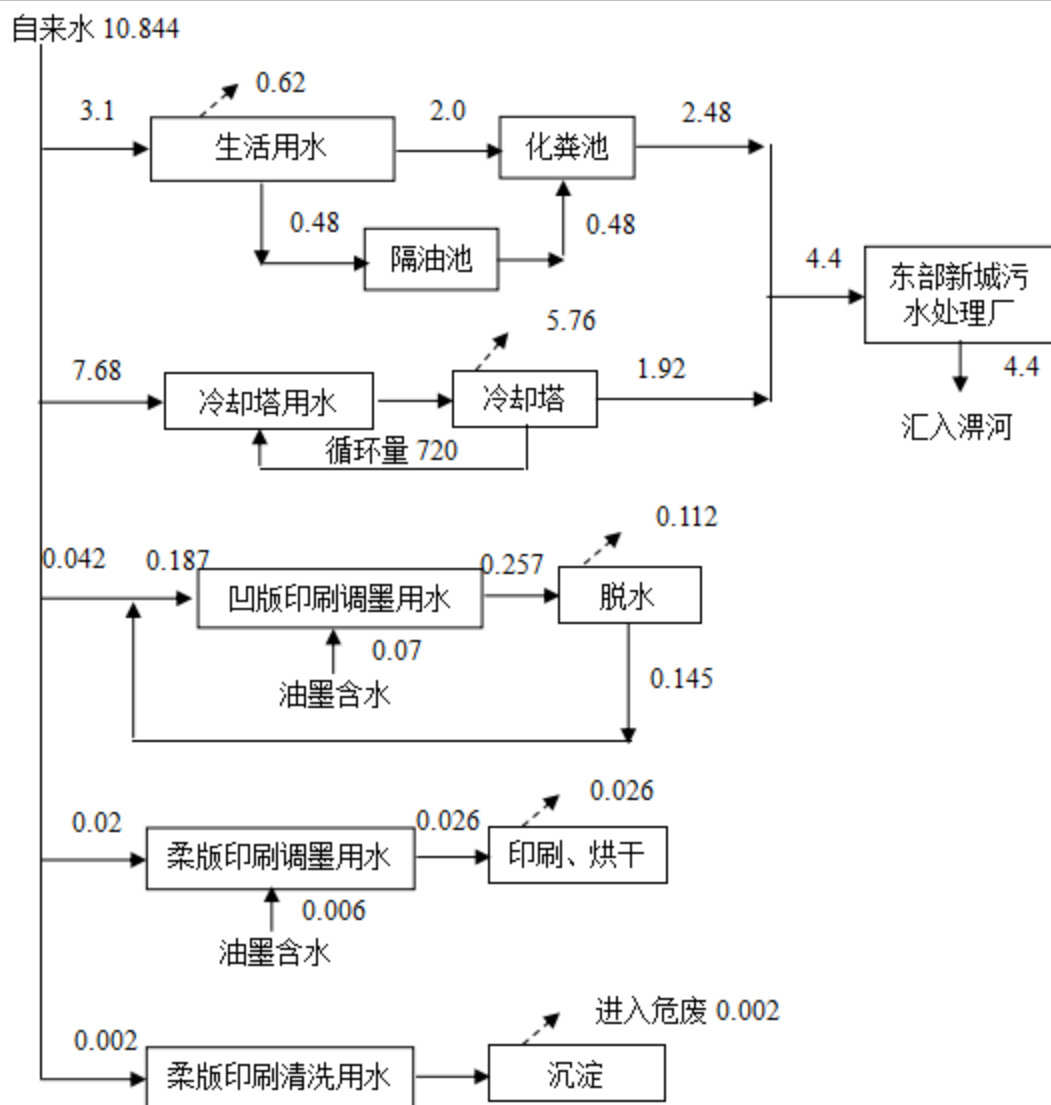 自来水 10.844
0.62
3.1
生活用水
2.0
化粪池
2.48
0.48
隔油池
0.48
4.4
东部新城污
水处理厂
4.4
汇入淠河
5.76
7.68
冷却塔用水
冷却塔
1.92
循环量 720
0.112
0.042
0.187
凹版印刷调墨用水
0.257
脱水
0.07
油墨含水
0.145
0.026
0.02
柔版印刷调墨用水
0.026
印刷、烘干
0.006
油墨含水
进入危废 0.002
0.002
柔版印刷清洗用水
沉淀